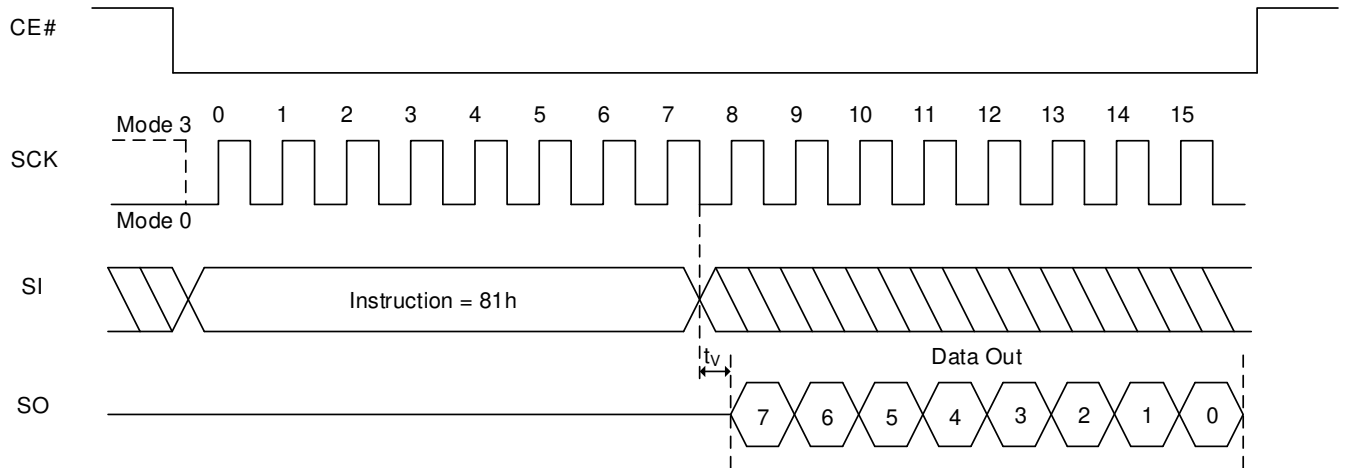 CE#
0 1 2 3 4 5 6 7 8 9 10 11 12 13 14 15
Mode 3
SCK
Mode 0
SI
Instruction = 81h
tV
Data Out
SO
7 6 5 4 3 2 1 0